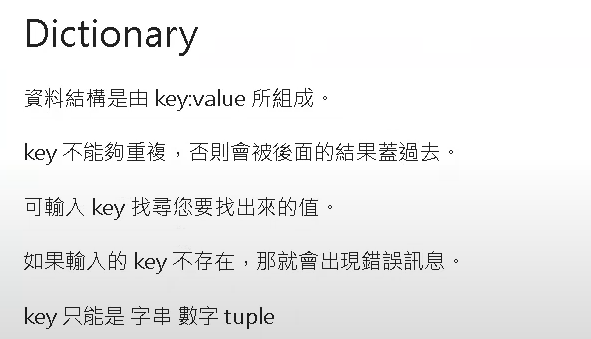 Dictionary
資料結構是由 key:value 所組成。
key 不能夠重複，否則會被後面的結果蓋過去。
可輸入 key 找尋您要找出來的值。
如果輸入的 key 不存在，那就會出現錯誤訊息。
key 只能是 字串 數字 tuple